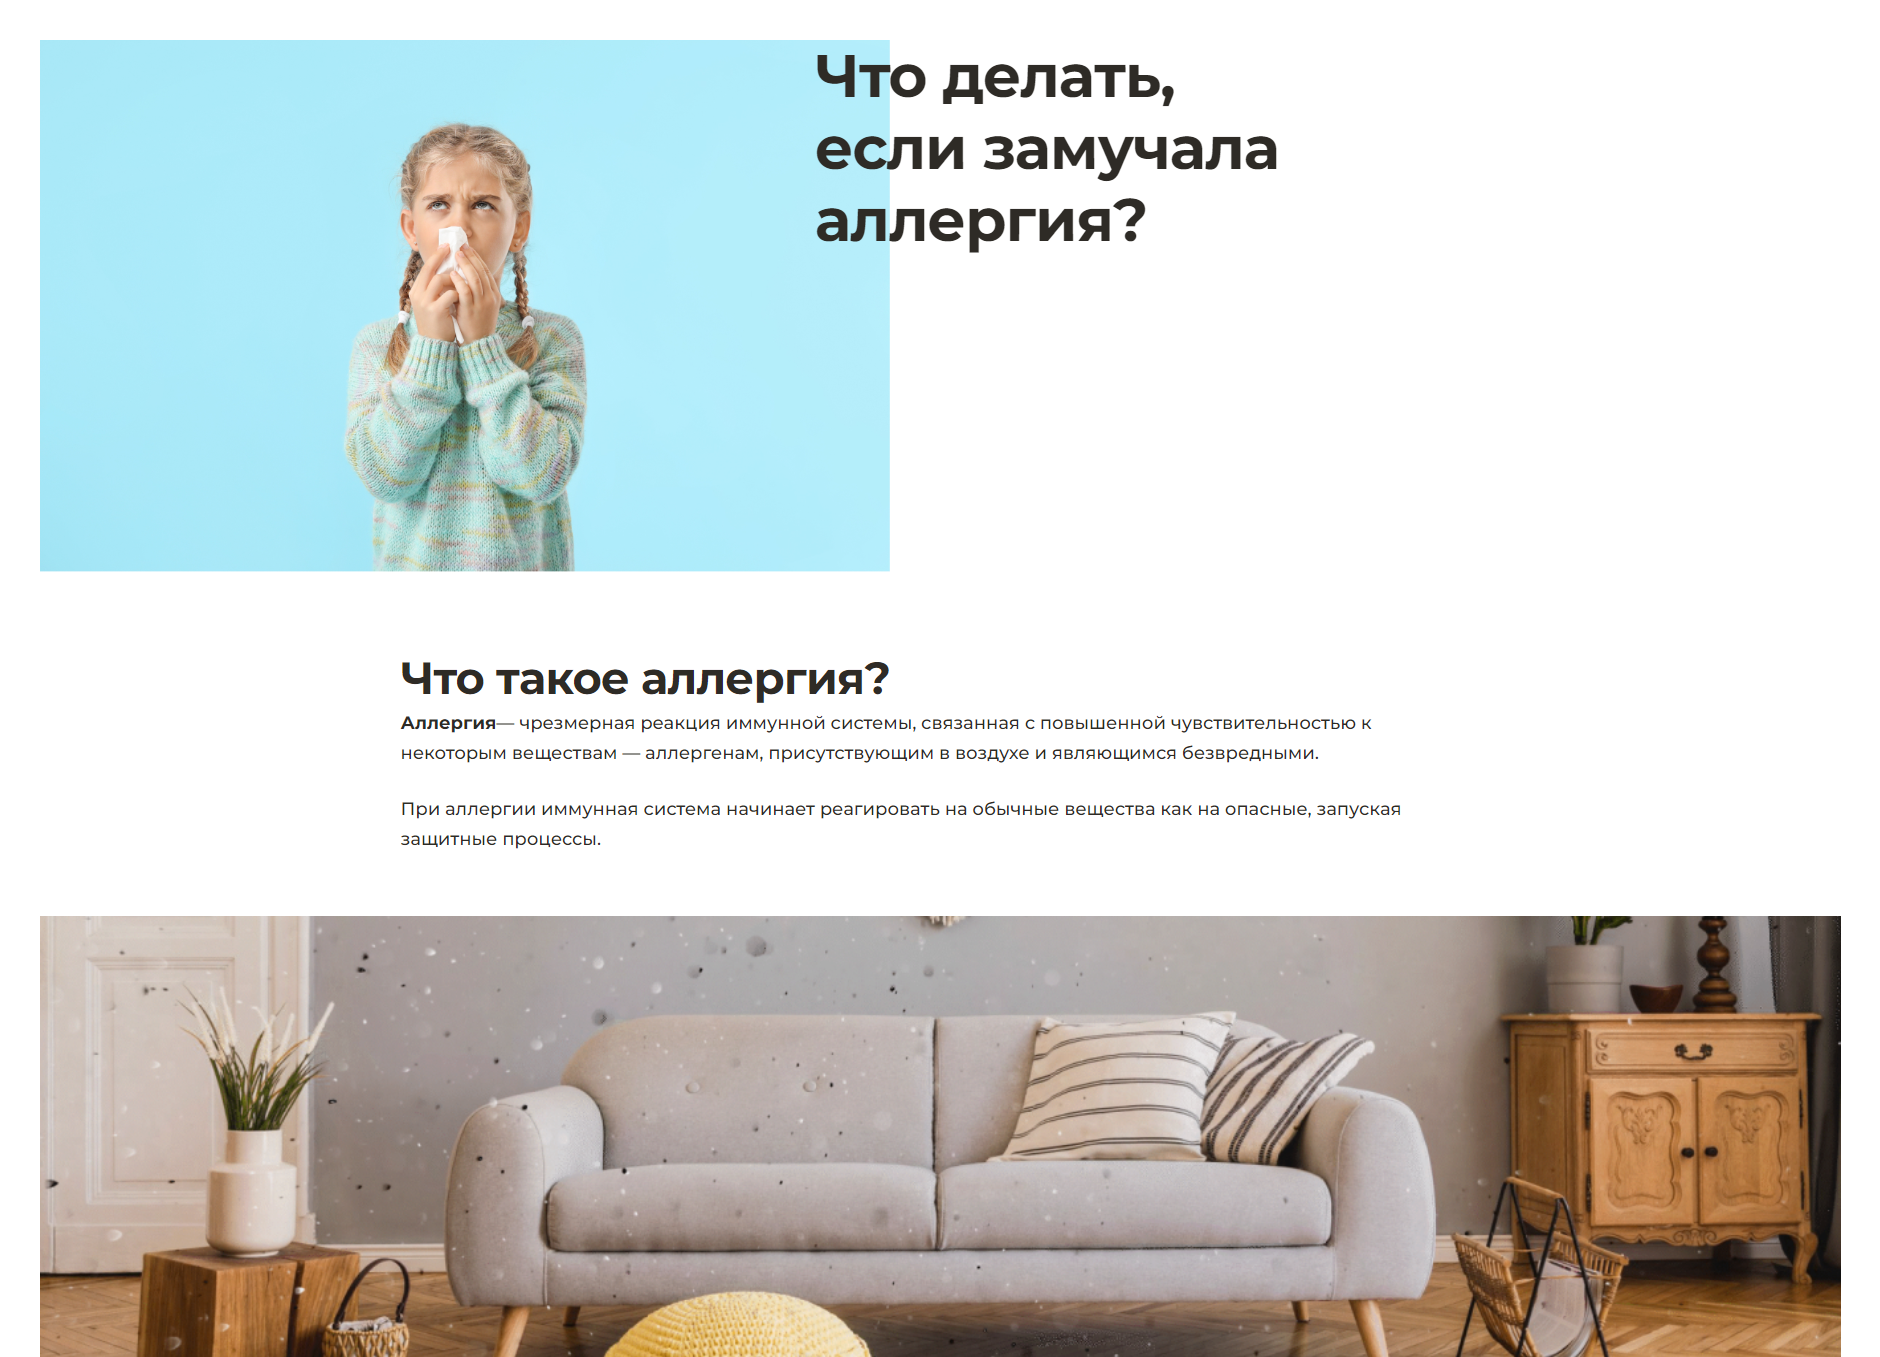 Что делать,
если замучала
аллергия?
Что такое аллергия?
Аллергия— чрезмерная реакция иммунной системы, связанная с повышенной чувствительностью к
некоторым веществам — аллергенам, присутствующим в воздухе и являющимся безвредными.
При аллергии иммунная система начинает реагировать на обычные вещества как на опасные, запуская
защитные процессы.